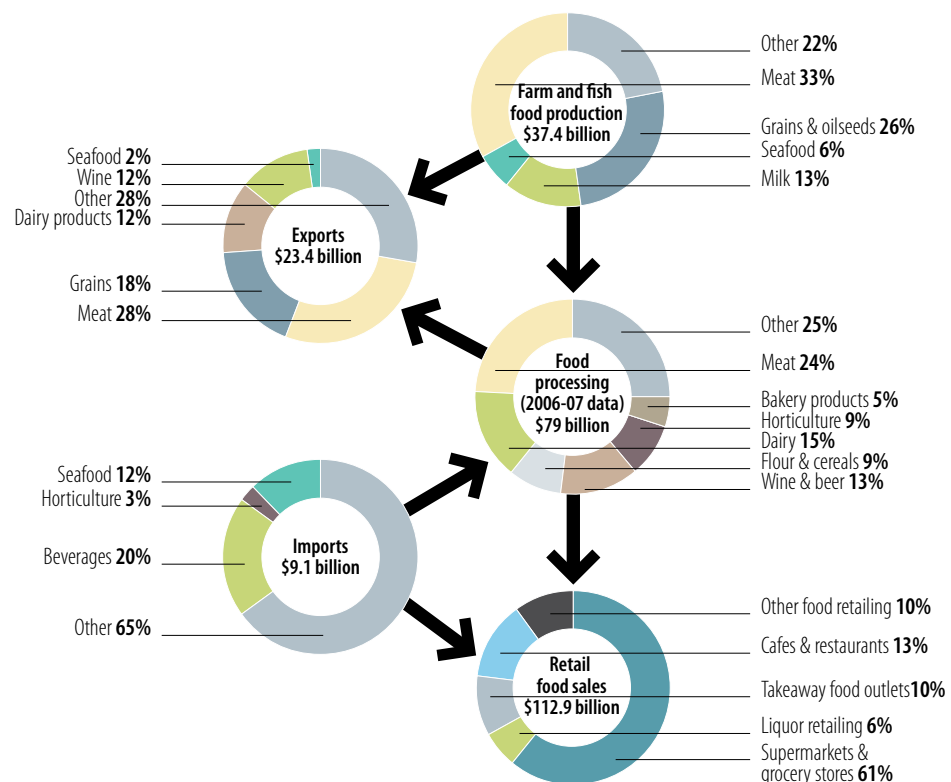 Other 22%
Meat 33%
Farm and fish
food production
$37.4 billion
Grains & oilseeds 26%
Seafood 6%
Milk 13%
Seafood 2%
Wine 12%
Other 28%
Dairy products 12%
Exports
$23.4 billion
Grains 18%
Meat 28%
Other 25%
Meat 24%
Food
processing
(2006-07 data)
$79 billion
Bakery products 5%
Horticulture 9%
Dairy 15%
Flour & cereals 9%
Wine & beer 13%
Seafood 12%
Horticulture 3%
Imports
$9.1 billion
Beverages 20%
Other 65%
Other food retailing 10%
Cafes & restaurants 13%
Retail
food sales
$112.9 billion
Takeaway food outlets10%
Liquor retailing 6%
Supermarkets &
grocery stores 61%